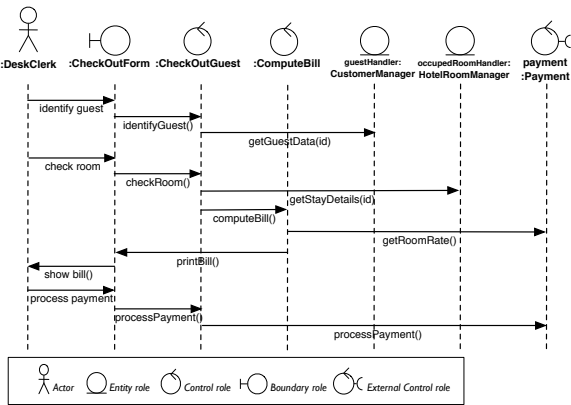 :DeskClerk
:CheckOutForm
:CheckOutGuest
:ComputeBill
guestHandler:
CustomerManager
occupedRoomHandler:
HotelRoomManager
payment
:Payment
identify guest
identifyGuest()
getGuestData(id)
check room
checkRoom()
getStayDetails(id)
computeBill()
getRoomRate()
printBill()
show bill()
process payment
processPayment()
processPayment()
Actor
Entity role
Control role
Boundary role
External Control role